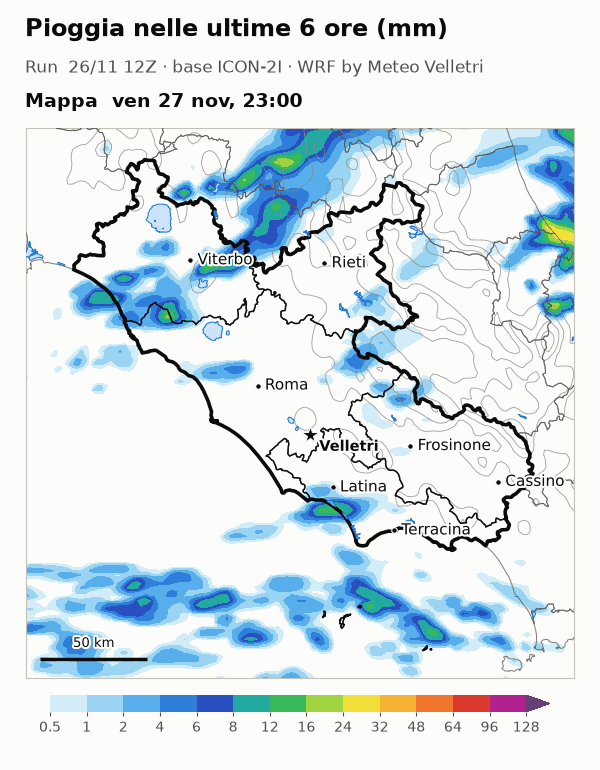 Pioggia nelle ultime 6 ore (mm)
Run  26/11 12Z · base ICON-2I · WRF by Meteo Velletri
Mappa  ven 27 nov, 23:00
Viterbo
Rieti
Roma
Velletri
Frosinone
Cassino
Latina
Terracina
50 km
0.5 1 2 4 6 8 12 16 24 32 48 64 96 128